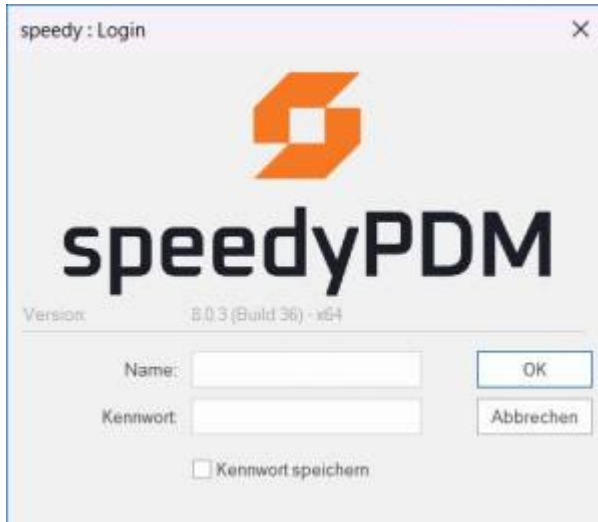 speedy : Login
speedyPDM
Version: 8.0.3 (Build 36) - x64
Name: OK
Kennwort: Abbrechen
Kennwort speichern